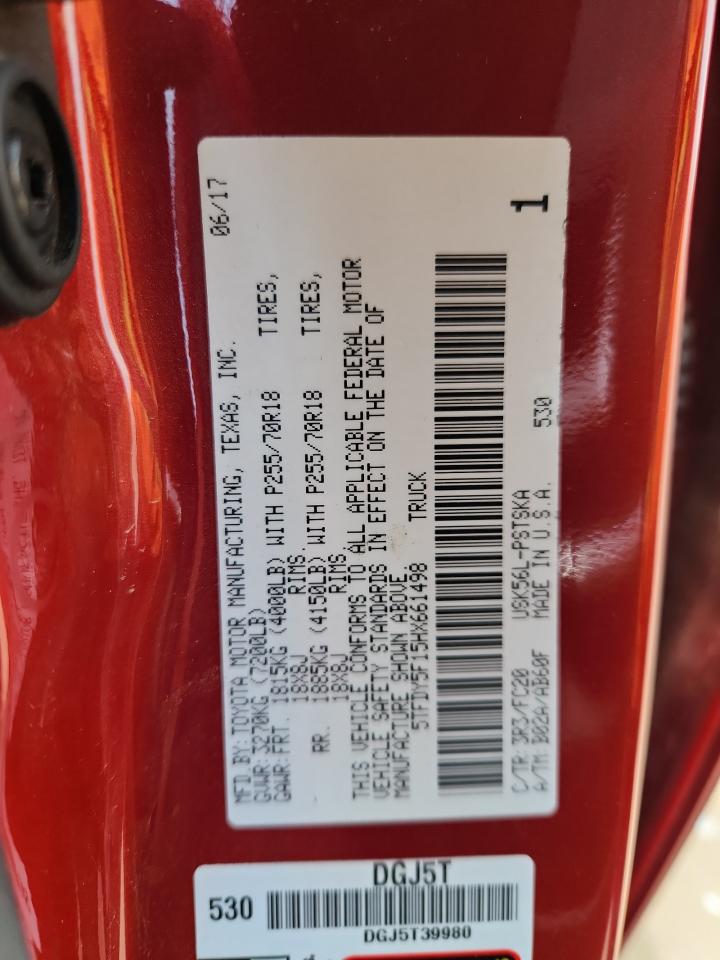 MFD.BY:TOYOTA MOTOR MANUFACTURING, TEXAS, INC. 06/17
GVWR:3270KG (7200LB)
GAWR:FRT. 1815KG (4000LB) WITH P255/70R18 TIRES,
18X8J RIMS.
RR. 1885KG (4150LB) WITH P255/70R18 TIRES,
18X8J RIMS
THIS VEHICLE CONFORMS TO ALL APPLICABLE FEDERAL MOTOR
VEHICLE SAFETY STANDARDS IN EFFECT ON THE DATE OF
MANUFACTURE SHOWN ABOVE
5TFDY5F15HX661498 TRUCK
1
C/TR:3R3/FC20 USK56L-PSTSKA 530
A/TM:B02A/AB60F MADE IN U.S.A.
DGJ5T
530
DGJ5T39980